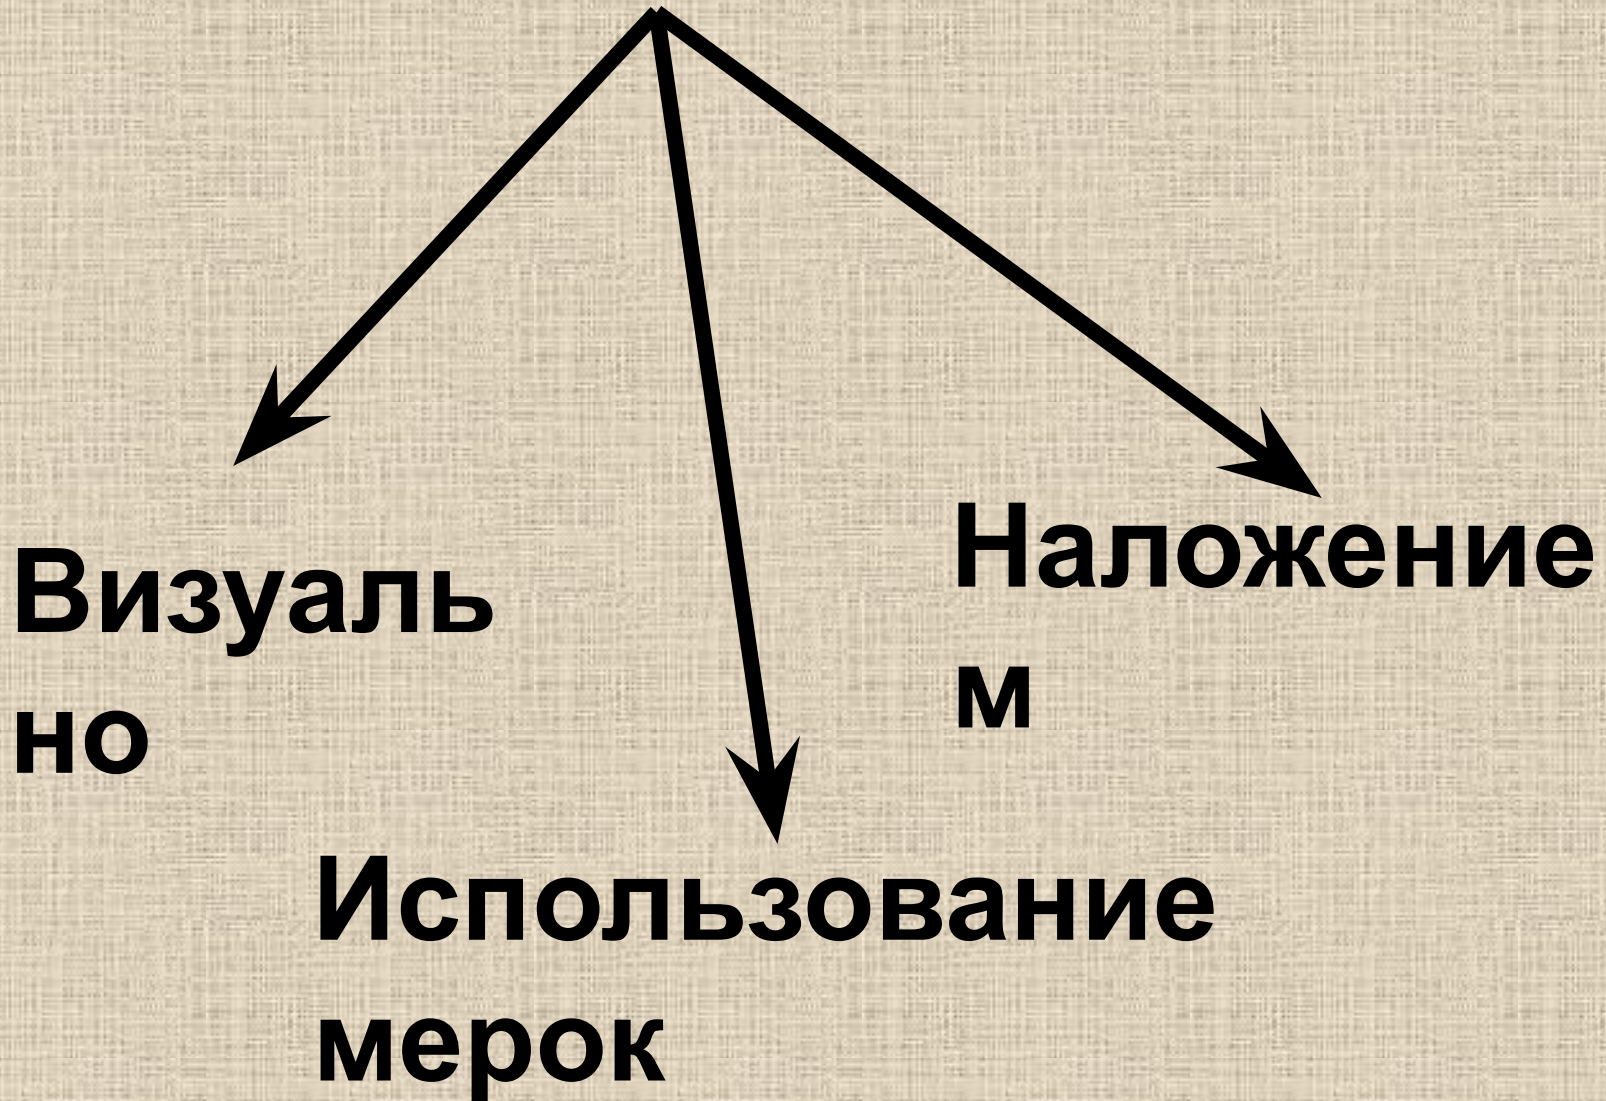 Визуаль
но
Наложение
м
Использование
мерок